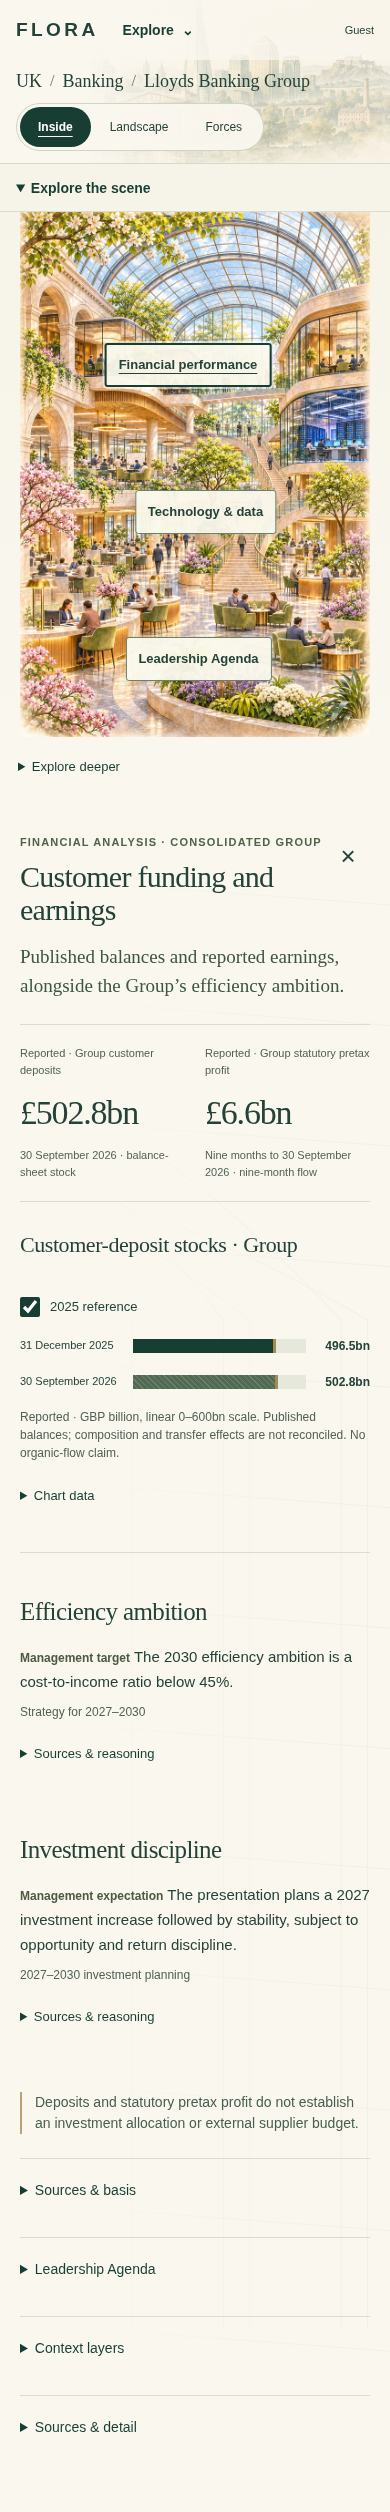 FLORA Explore Guest
UK / Banking / Lloyds Banking Group
Inside Landscape Forces
Explore the scene
Financial performance
Technology & data
Leadership Agenda
Explore deeper
FINANCIAL ANALYSIS · CONSOLIDATED GROUP
Customer funding and
earnings
Published balances and reported earnings,
alongside the Group’s efficiency ambition.
Reported · Group customer
deposits
£502.8bn
30 September 2026 · balance-
sheet stock
Reported · Group statutory pretax
profit
£6.6bn
Nine months to 30 September
2026 · nine-month flow
Customer-deposit stocks · Group
2025 reference
31 December 2025 496.5bn
30 September 2026 502.8bn
Reported · GBP billion, linear 0–600bn scale. Published
balances; composition and transfer effects are not reconciled. No
organic-flow claim.
Chart data
Efficiency ambition
Management target The 2030 efficiency ambition is a
cost-to-income ratio below 45%.
Strategy for 2027–2030
Sources & reasoning
Investment discipline
Management expectation The presentation plans a 2027
investment increase followed by stability, subject to
opportunity and return discipline.
2027–2030 investment planning
Sources & reasoning
Deposits and statutory pretax profit do not establish
an investment allocation or external supplier budget.
Sources & basis
Leadership Agenda
Context layers
Sources & detail